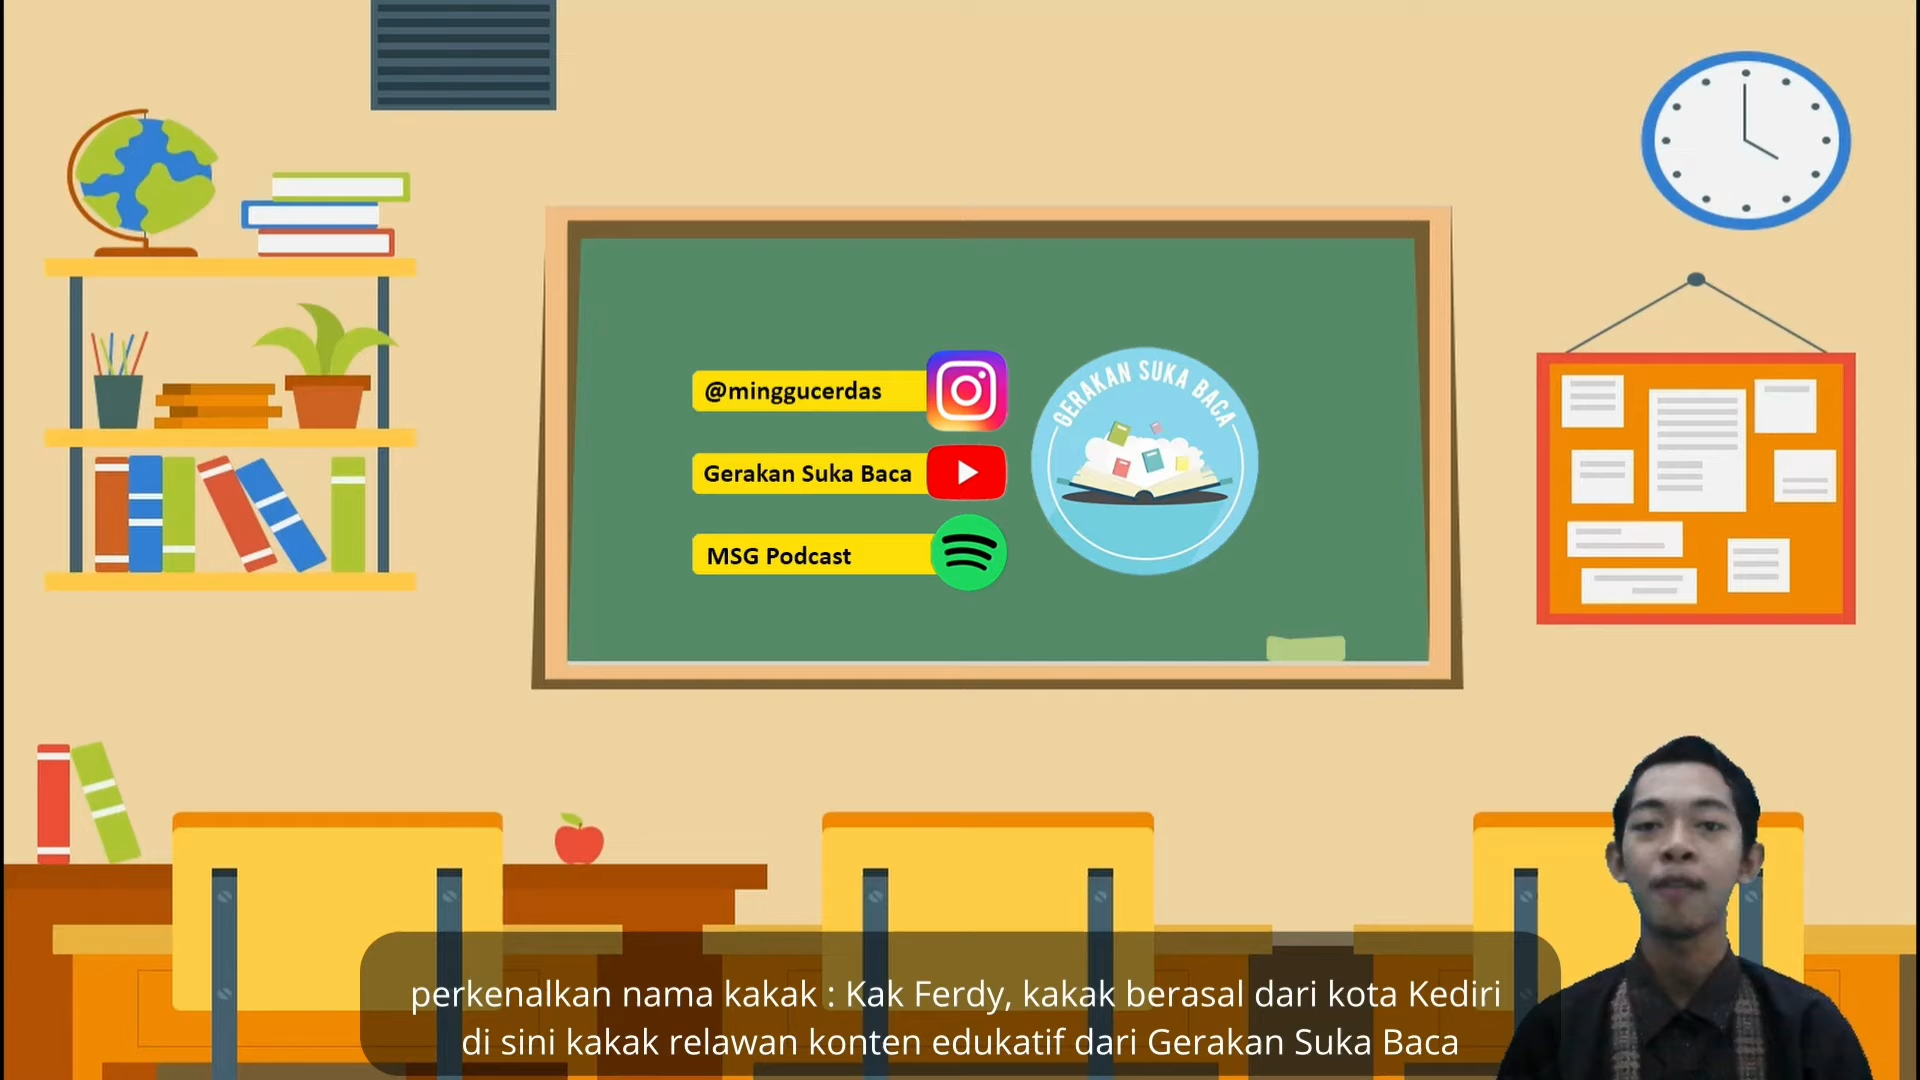 @minggucerdas
Gerakan Suka Baca
MSG Podcast
GERAKAN SUKA BACA
perkenalkan nama kakak : Kak Ferdy, kakak berasal dari kota Kediri
di sini kakak relawan konten edukatif dari Gerakan Suka Baca